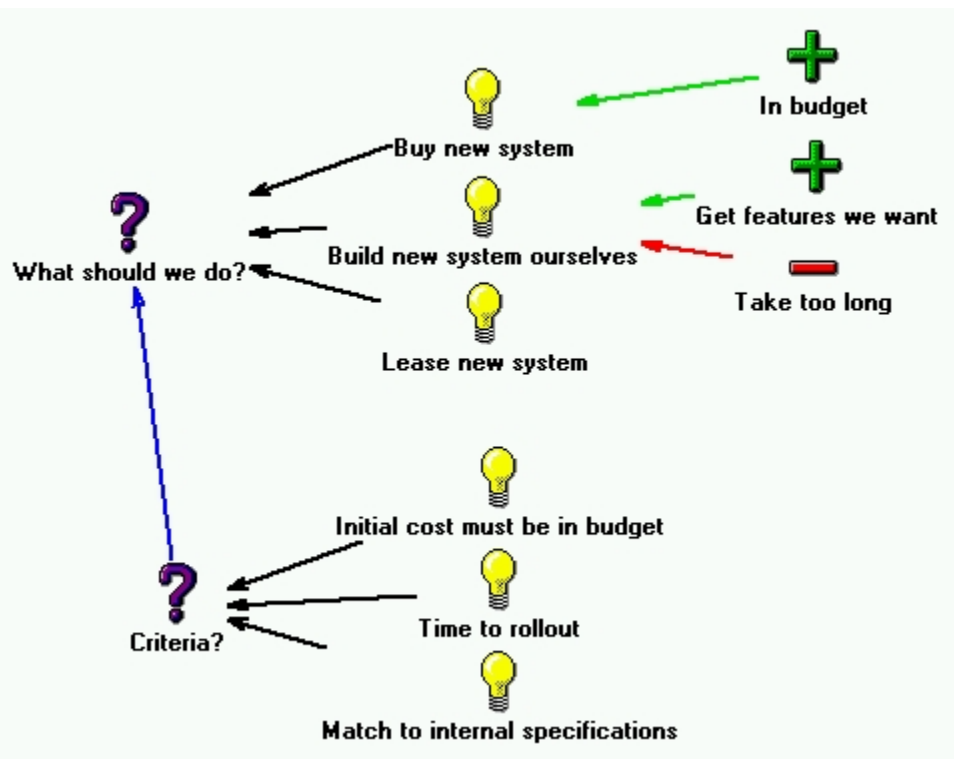 In budget
Buy new system
Get features we want
Build new system ourselves
What should we do?
Take too long
Lease new system
Initial cost must be in budget
Time to rollout
Criteria?
Match to internal specifications